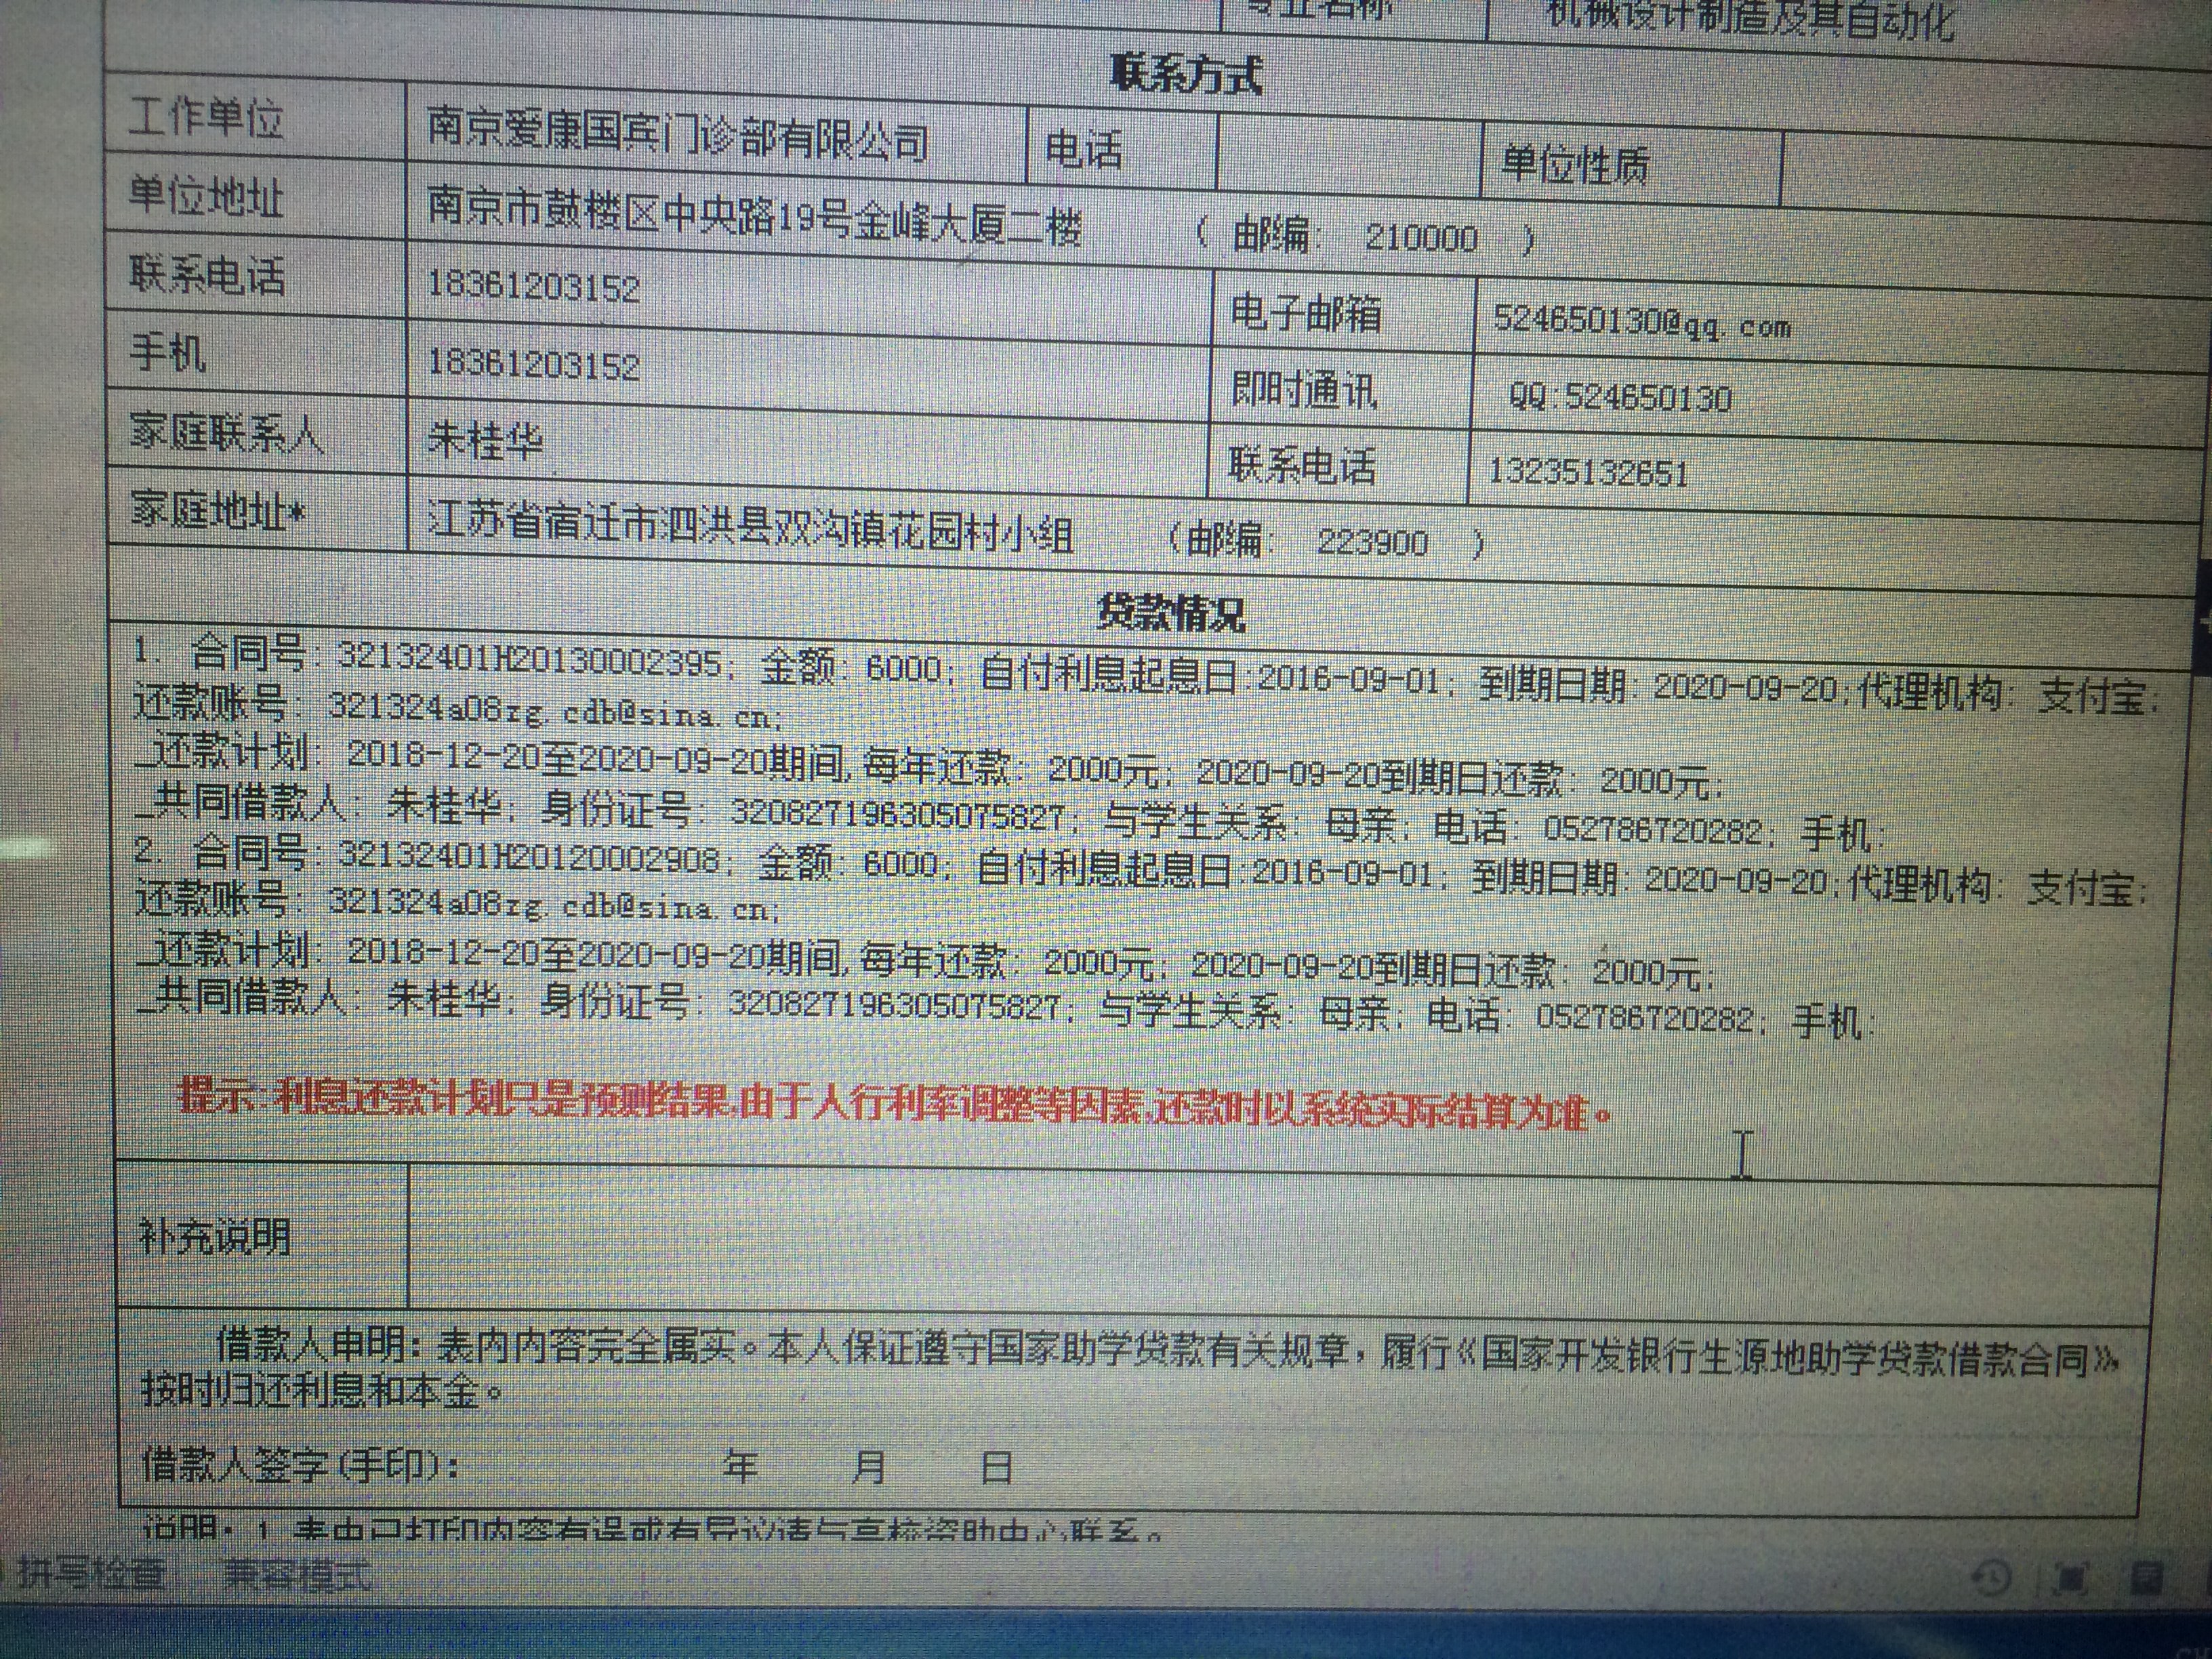 专业名称 机械设计制造及其自动化
联系方式
工作单位 南京爱康国宾门诊部有限公司 电话 单位性质
单位地址 南京市鼓楼区中央路19号金峰大厦二楼 （ 邮编： 210000 ）
联系电话 18361203152 电子邮箱 524650130@qq.com
手机 18361203152 即时通讯 QQ:524650130
家庭联系人 朱桂华 联系电话 13235132651
家庭地址* 江苏省宿迁市泗洪县双沟镇花园村小组 （邮编： 223900 ）
贷款情况
1. 合同号: 32132401H20130002395; 金额: 6000; 自付利息起息日:2016-09-01; 到期日期: 2020-09-20;代理机构: 支付宝;
还款账号: 321324a08zg.cdb@sina.cn;
_还款计划: 2018-12-20至2020-09-20期间,每年还款: 2000元; 2020-09-20到期日还款: 2000元;
_共同借款人: 朱桂华; 身份证号: 320827196305075827; 与学生关系: 母亲; 电话: 052786720282; 手机:
2. 合同号: 32132401H20120002908; 金额: 6000; 自付利息起息日:2016-09-01; 到期日期: 2020-09-20;代理机构: 支付宝;
还款账号: 321324a08zg.cdb@sina.cn;
_还款计划: 2018-12-20至2020-09-20期间,每年还款: 2000元; 2020-09-20到期日还款: 2000元;
_共同借款人: 朱桂华; 身份证号: 320827196305075827; 与学生关系: 母亲; 电话: 052786720282; 手机:
提示:利息还款计划只是预测结果,由于人行利率调整等因素,还款时以系统实际结算为准。
补充说明
借款人申明：表内内容完全属实。本人保证遵守国家助学贷款有关规章，履行《国家开发银行生源地助学贷款借款合同》，
按时归还利息和本金。
借款人签字(手印)： 年 月 日
说明：1 表中已打印内容有误或有异议请与高校资助中心联系。
拼写检查 兼容模式